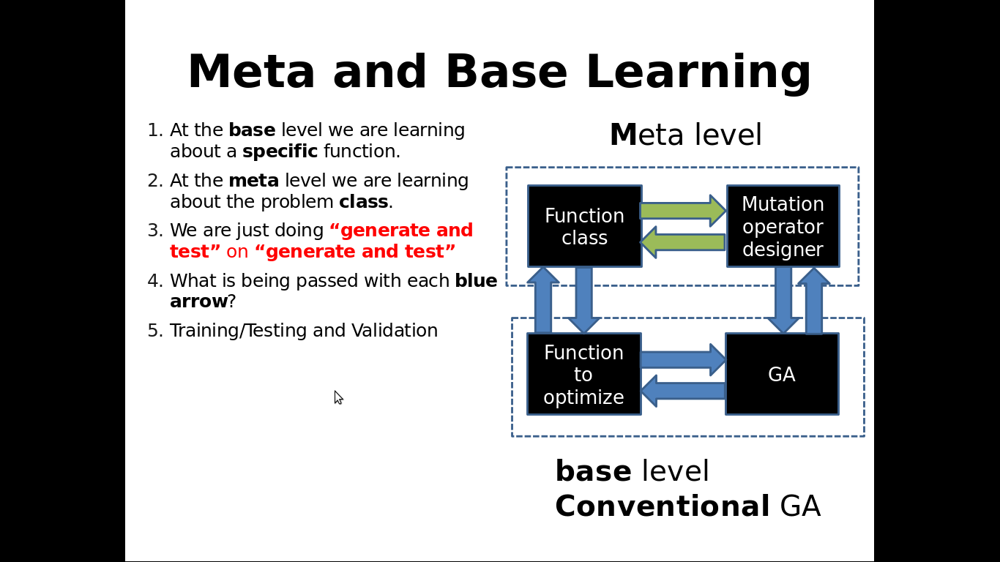 Meta and Base Learning
1. At the base level we are learning
about a specific function.
2. At the meta level we are learning
about the problem class.
3. We are just doing “generate and
test” on “generate and test”
4. What is being passed with each blue
arrow?
5. Training/Testing and Validation
Meta level
Function
class
Mutation
operator
designer
Function
to
optimize
GA
base level
Conventional GA